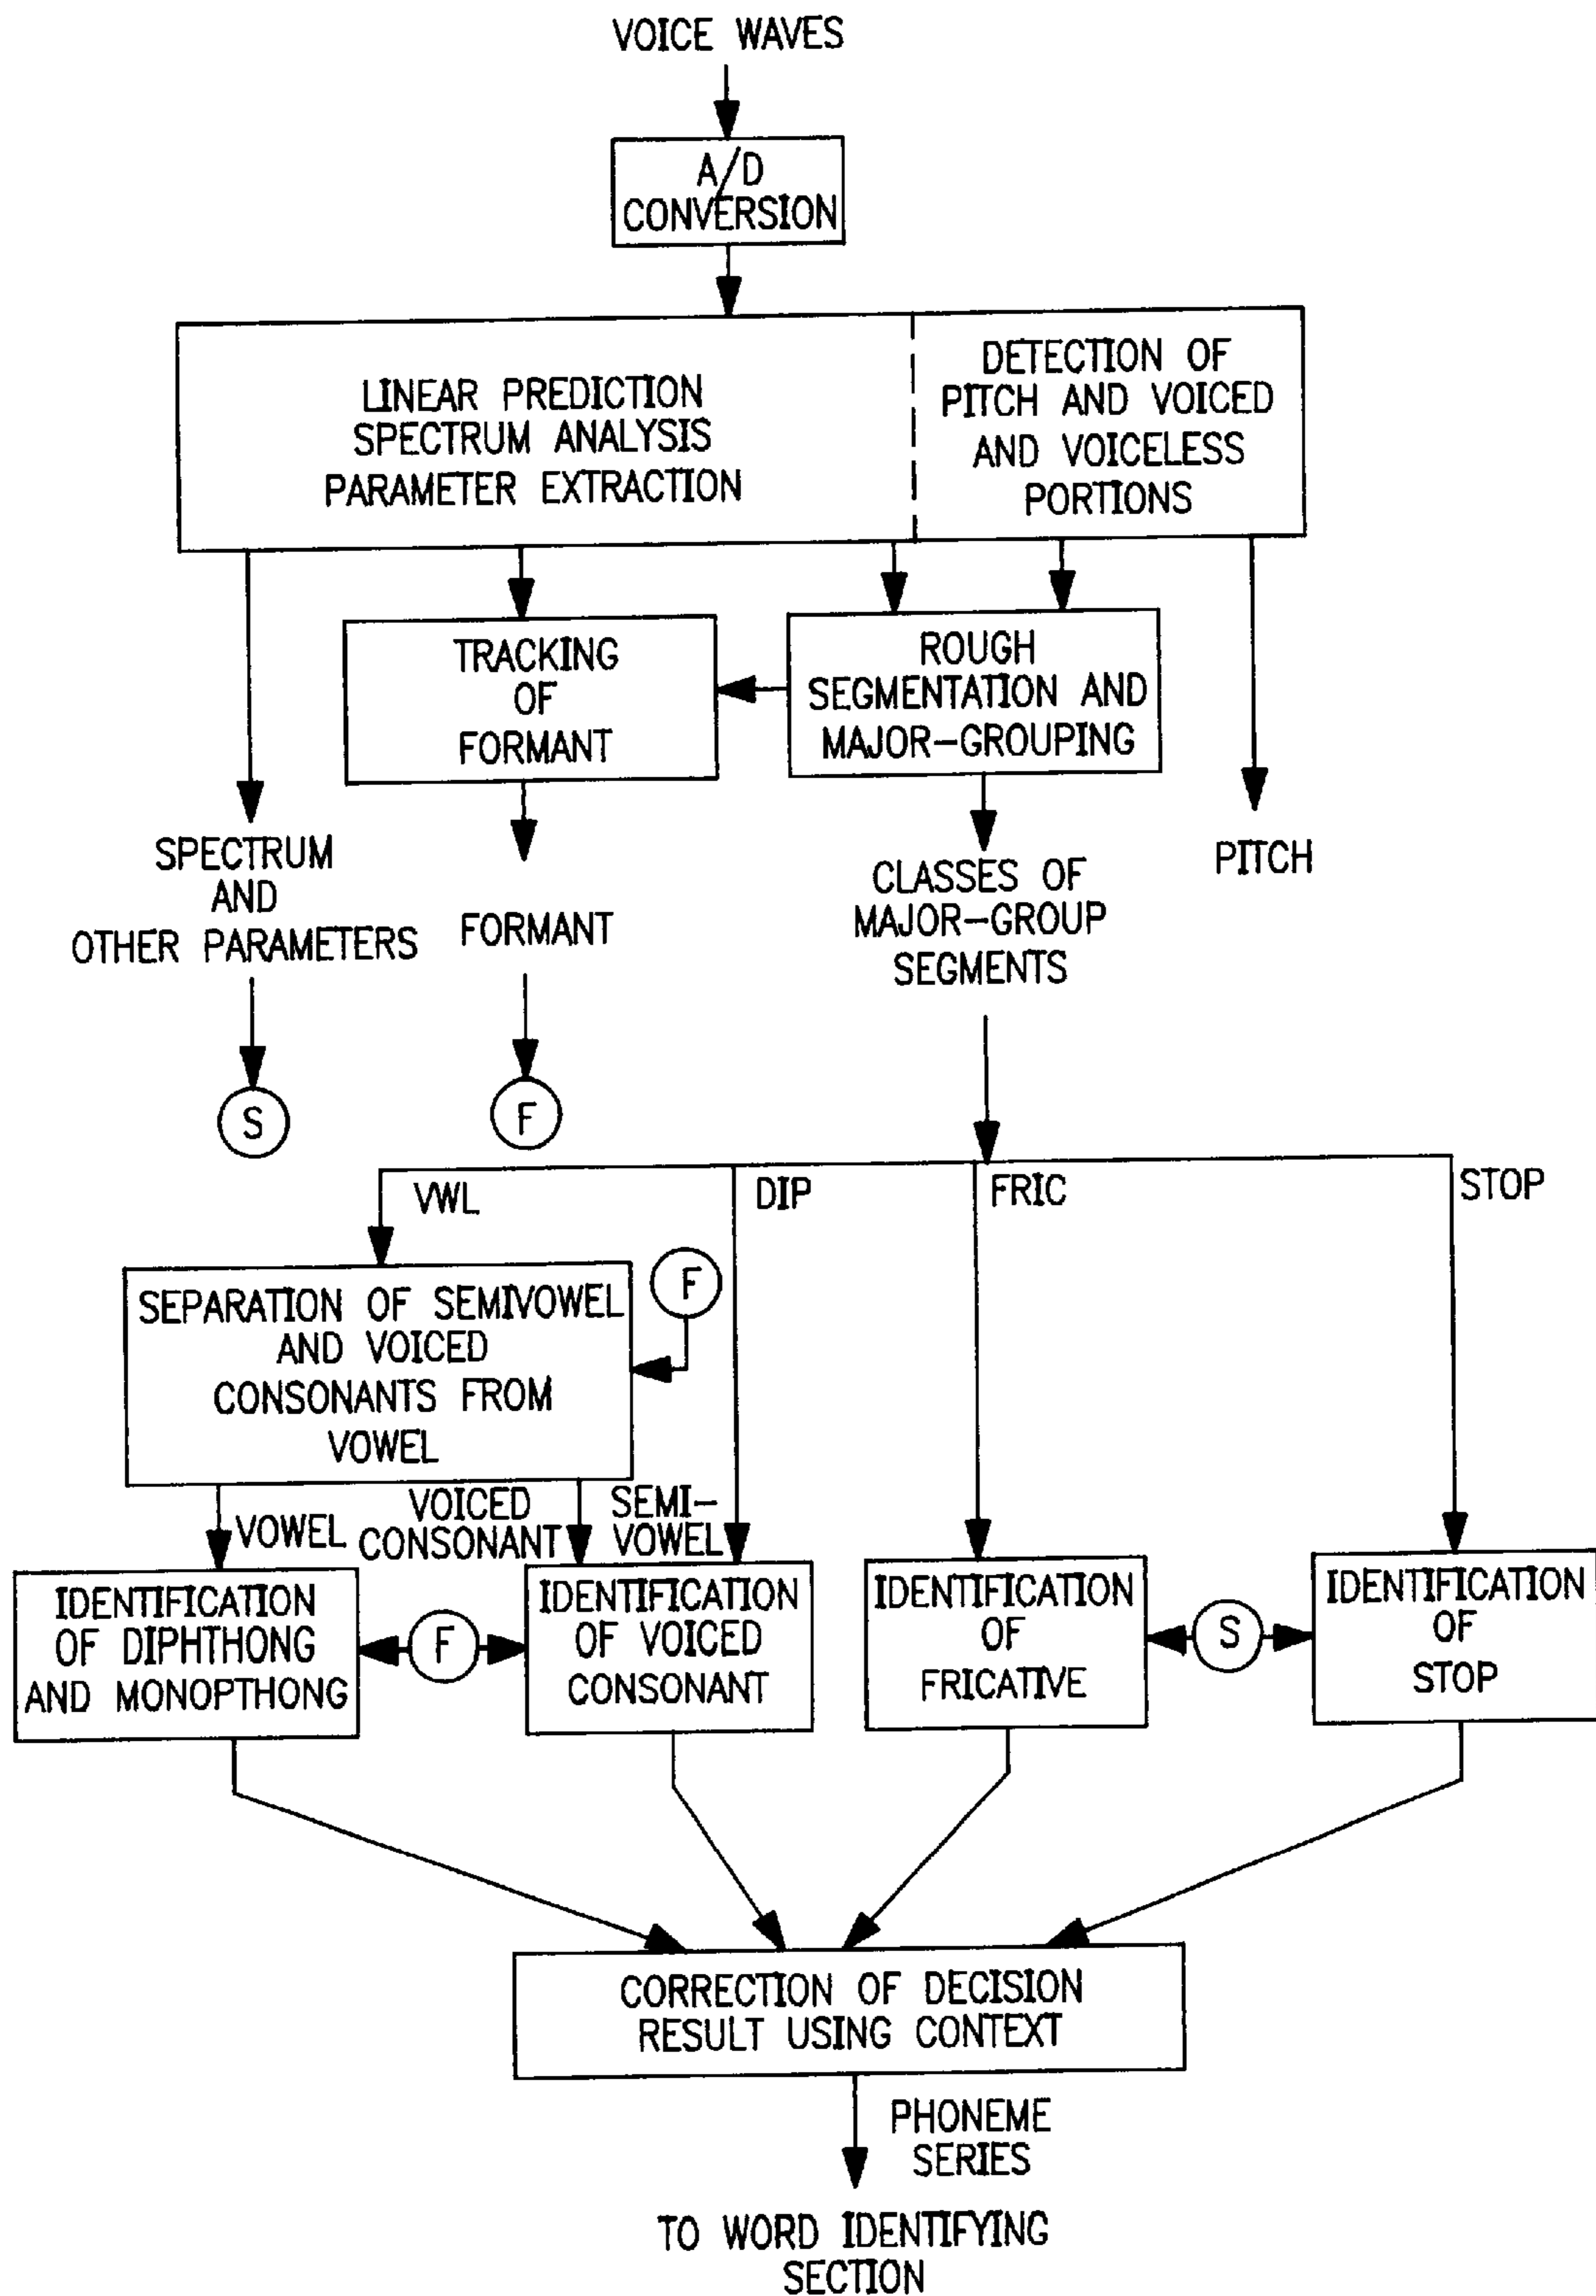 VOICE WAVES
A/D
CONVERSION
LINEAR PREDICTION
SPECTRUM ANALYSIS
PARAMETER EXTRACTION
DETECTION OF
PITCH AND VOICED
AND VOICELESS
PORTIONS
TRACKING
OF
FORMANT
ROUGH
SEGMENTATION AND
MAJOR-GROUPING
SPECTRUM
AND
OTHER PARAMETERS
FORMANT
CLASSES OF
MAJOR-GROUP
SEGMENTS
PITCH
S
F
VWL
DIP
FRIC
STOP
SEPARATION OF SEMIVOWEL
AND VOICED
CONSONANTS FROM
VOWEL
F
VOWEL
VOICED
CONSONANT
SEMI-
VOWEL
IDENTIFICATION
OF DIPHTHONG
AND MONOPTHONG
F
IDENTIFICATION
OF VOICED
CONSONANT
IDENTIFICATION
OF
FRICATIVE
S
IDENTIFICATION
OF
STOP
CORRECTION OF DECISION
RESULT USING CONTEXT
PHONEME
SERIES
TO WORD IDENTIFYING
SECTION